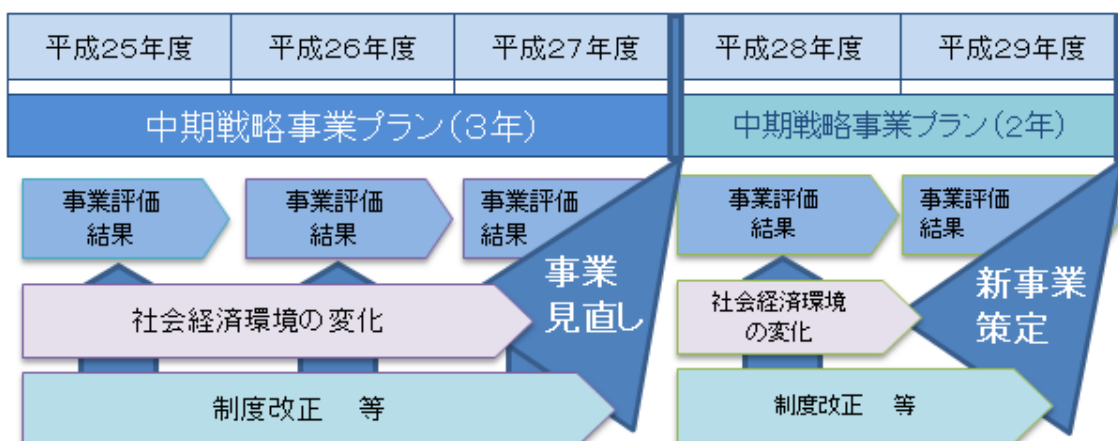 平成25年度
平成26年度
平成27年度
平成28年度
平成29年度
中期戦略事業プラン(3年)
中期戦略事業プラン(2年)
事業評価
結果
事業評価
結果
事業評価
結果
事業評価
結果
事業評価
結果
事業
見直し
新事業
策定
社会経済環境の変化
社会経済環境
の変化
制度改正 等
制度改正 等